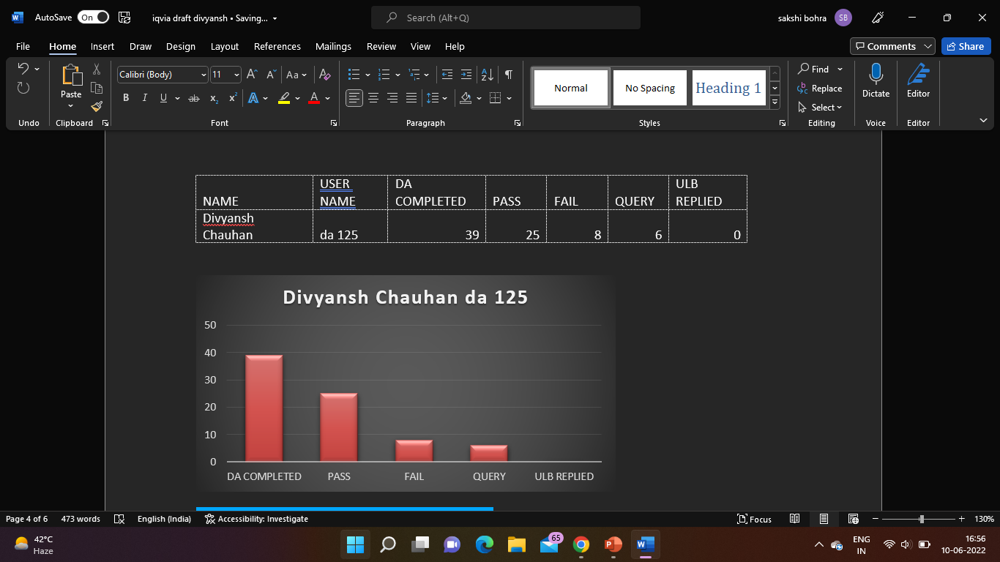 AutoSave On iqvia draft divyansh • Saving... Search (Alt+Q) sakshi bohra SB
File Home Insert Draw Design Layout References Mailings Review View Help Comments Share
Paste
Calibri (Body) 11 Aa
B I U ab x₂ x² A A
Normal No Spacing Heading 1
Find
Replace
Select
Dictate
Editor
Undo Clipboard Font Paragraph Styles Editing Voice Editor
NAME USER NAME DA COMPLETED PASS FAIL QUERY ULB REPLIED
Divyansh Chauhan da 125 39 25 8 6 0
Divyansh Chauhan da 125
50
40
30
20
10
0
DA COMPLETED PASS FAIL QUERY ULB REPLIED
Page 4 of 6 473 words English (India) Accessibility: Investigate Focus 130%
42°C
Haze
65
ENG
IN
16:56
10-06-2022